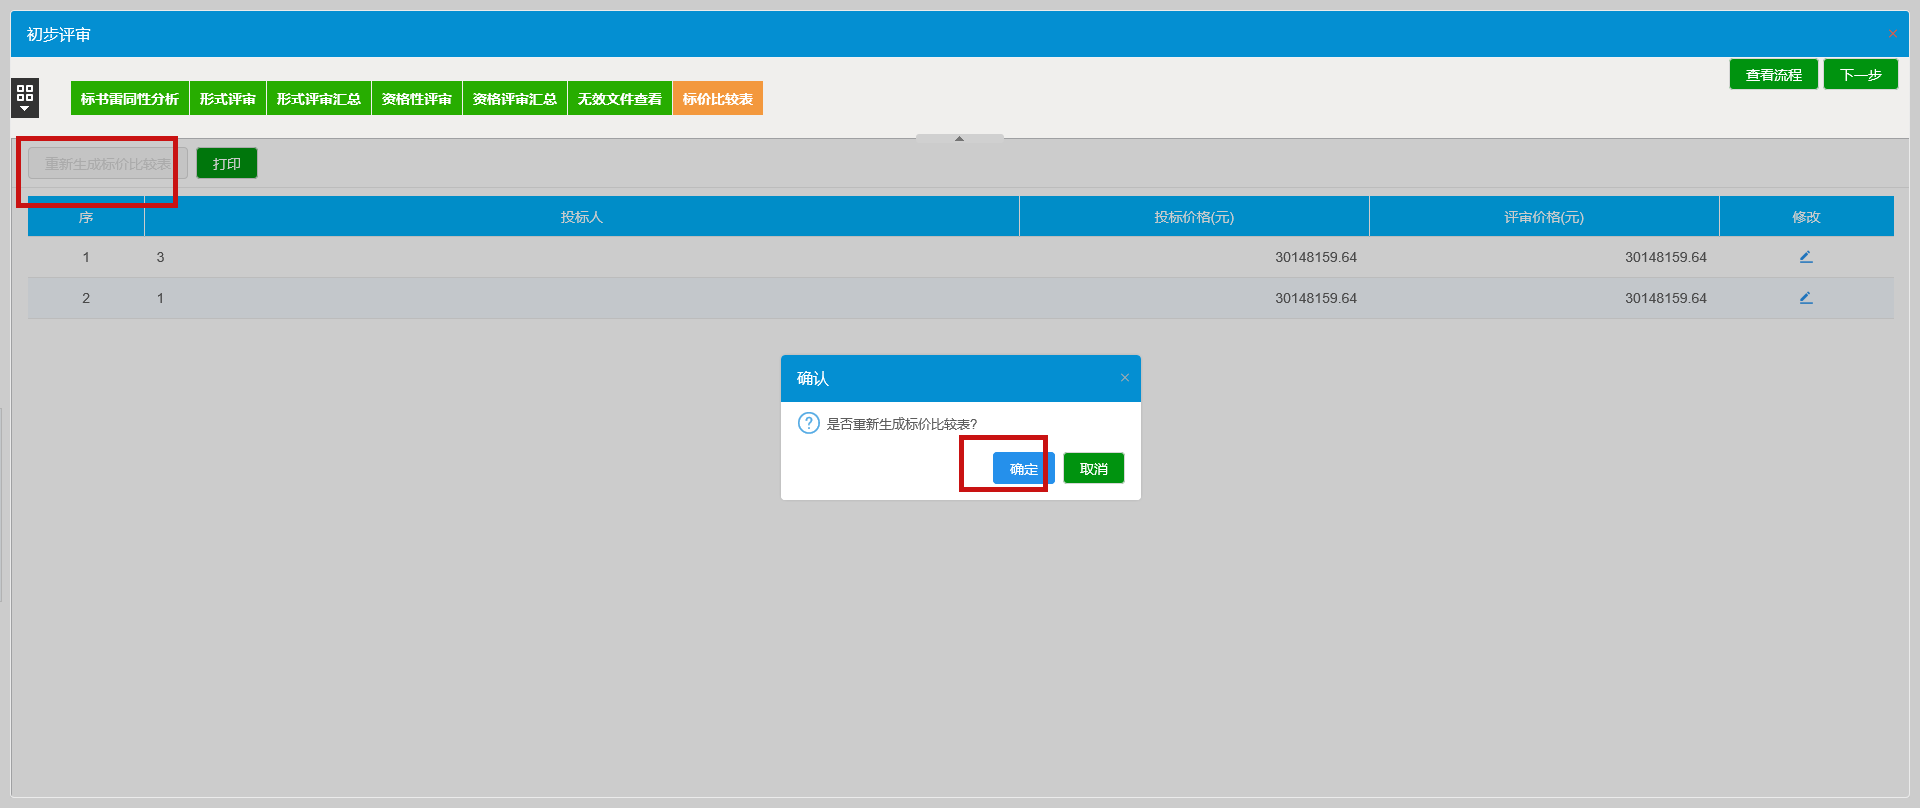 初步评审
查看流程 下一步
标书雷同性分析 形式评审 形式评审汇总 资格性评审 资格评审汇总 无效文件查看 标价比较表
重新生成标价比较表 打印
序 投标人 投标价格(元) 评审价格(元) 修改
1 3 30148159.64 30148159.64
2 1 30148159.64 30148159.64
确认
是否重新生成标价比较表?
确定 取消